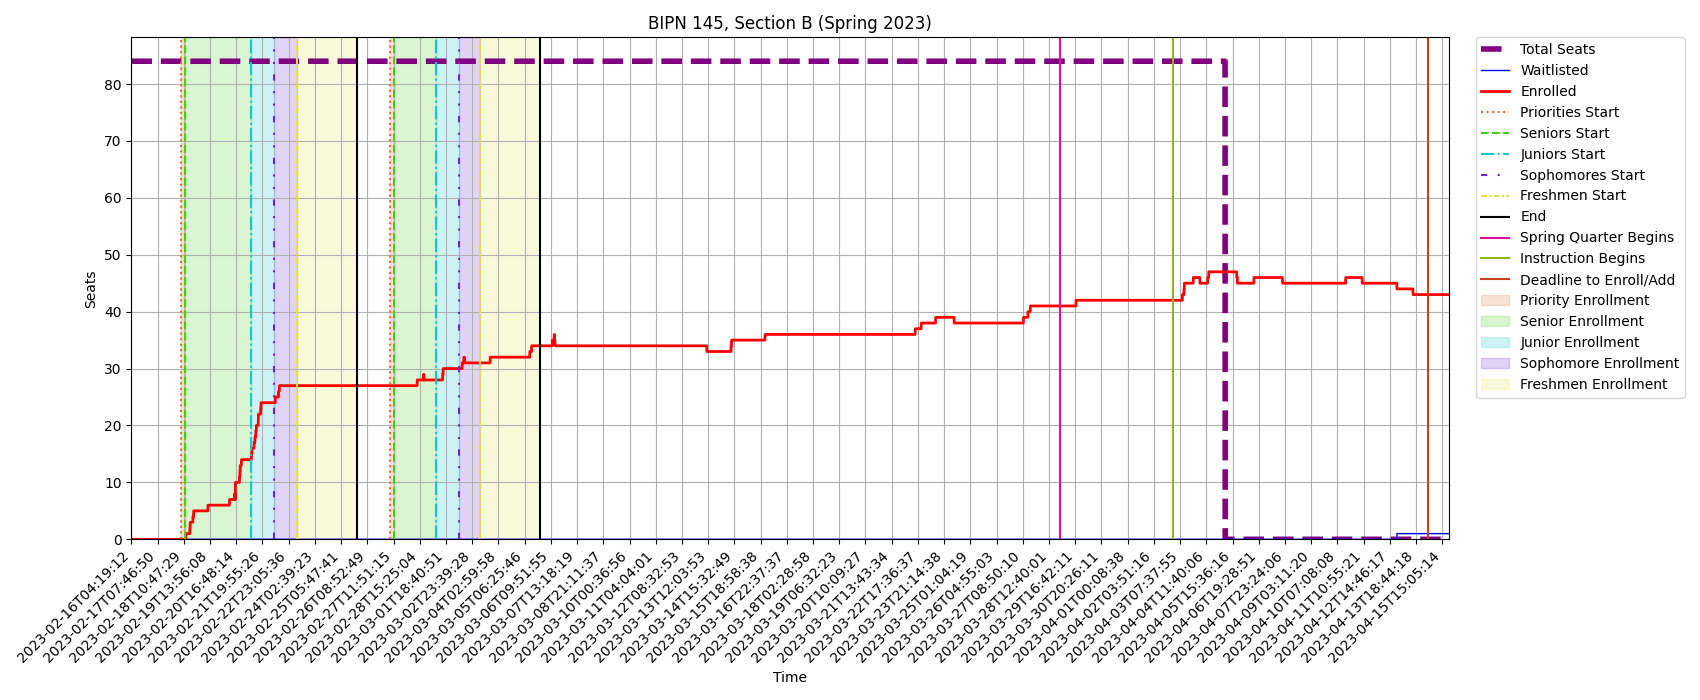 BIPN 145, Section B (Spring 2023)
Seats
80
70
60
50
40
30
20
10
0
2023-02-16T04:19:12
2023-02-17T07:46:50
2023-02-18T10:47:29
2023-02-19T13:56:08
2023-02-20T16:48:14
2023-02-21T19:55:26
2023-02-22T23:05:36
2023-02-24T02:39:23
2023-02-25T05:47:41
2023-02-26T08:52:49
2023-02-27T11:51:15
2023-02-28T15:25:04
2023-03-01T18:40:51
2023-03-02T23:39:28
2023-03-04T02:59:58
2023-03-05T06:25:46
2023-03-06T09:51:55
2023-03-07T13:18:19
2023-03-08T21:11:37
2023-03-10T00:36:56
2023-03-11T04:04:01
2023-03-12T08:32:53
2023-03-13T12:03:53
2023-03-14T15:32:49
2023-03-15T18:58:38
2023-03-16T22:37:37
2023-03-18T02:28:58
2023-03-19T06:32:23
2023-03-20T10:09:27
2023-03-21T13:43:34
2023-03-22T17:36:37
2023-03-23T21:14:38
2023-03-25T01:04:19
2023-03-26T04:55:03
2023-03-27T08:50:10
2023-03-28T12:40:01
2023-03-29T16:42:11
2023-03-30T20:26:11
2023-04-01T00:08:38
2023-04-02T03:51:16
2023-04-03T07:37:55
2023-04-04T11:40:06
2023-04-05T15:36:16
2023-04-06T19:28:51
2023-04-07T23:24:06
2023-04-09T03:11:20
2023-04-10T07:08:08
2023-04-11T10:55:21
2023-04-12T14:46:17
2023-04-13T18:44:18
2023-04-15T15:05:14
Time
Total Seats
Waitlisted
Enrolled
Priorities Start
Seniors Start
Juniors Start
Sophomores Start
Freshmen Start
End
Spring Quarter Begins
Instruction Begins
Deadline to Enroll/Add
Priority Enrollment
Senior Enrollment
Junior Enrollment
Sophomore Enrollment
Freshmen Enrollment